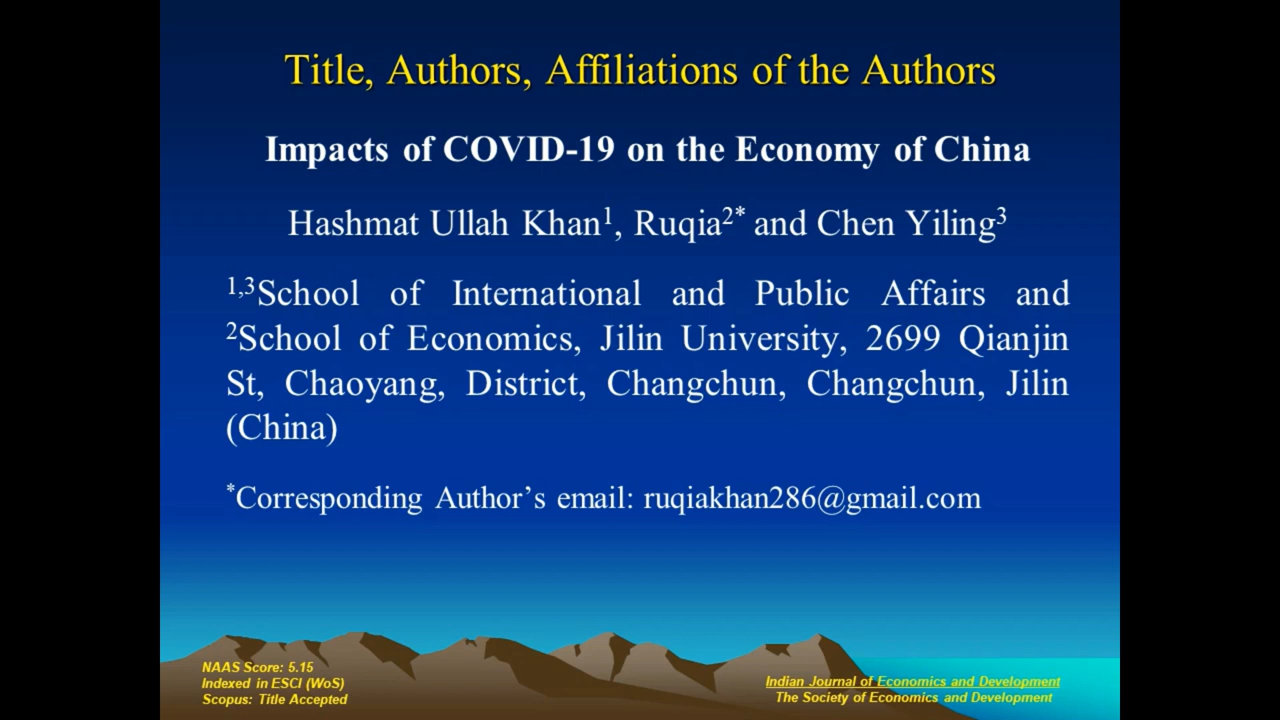 Title, Authors, Affiliations of the Authors
Impacts of COVID-19 on the Economy of China
Hashmat Ullah Khan¹, Ruqia²* and Chen Yiling³
¹,³School of International and Public Affairs and
²School of Economics, Jilin University, 2699 Qianjin
St, Chaoyang, District, Changchun, Changchun, Jilin
(China)
*Corresponding Author’s email: ruqiakhan286@gmail.com
NAAS Score: 5.15
Indexed in ESCI (WoS)
Scopus: Title Accepted
Indian Journal of Economics and Development
The Society of Economics and Development